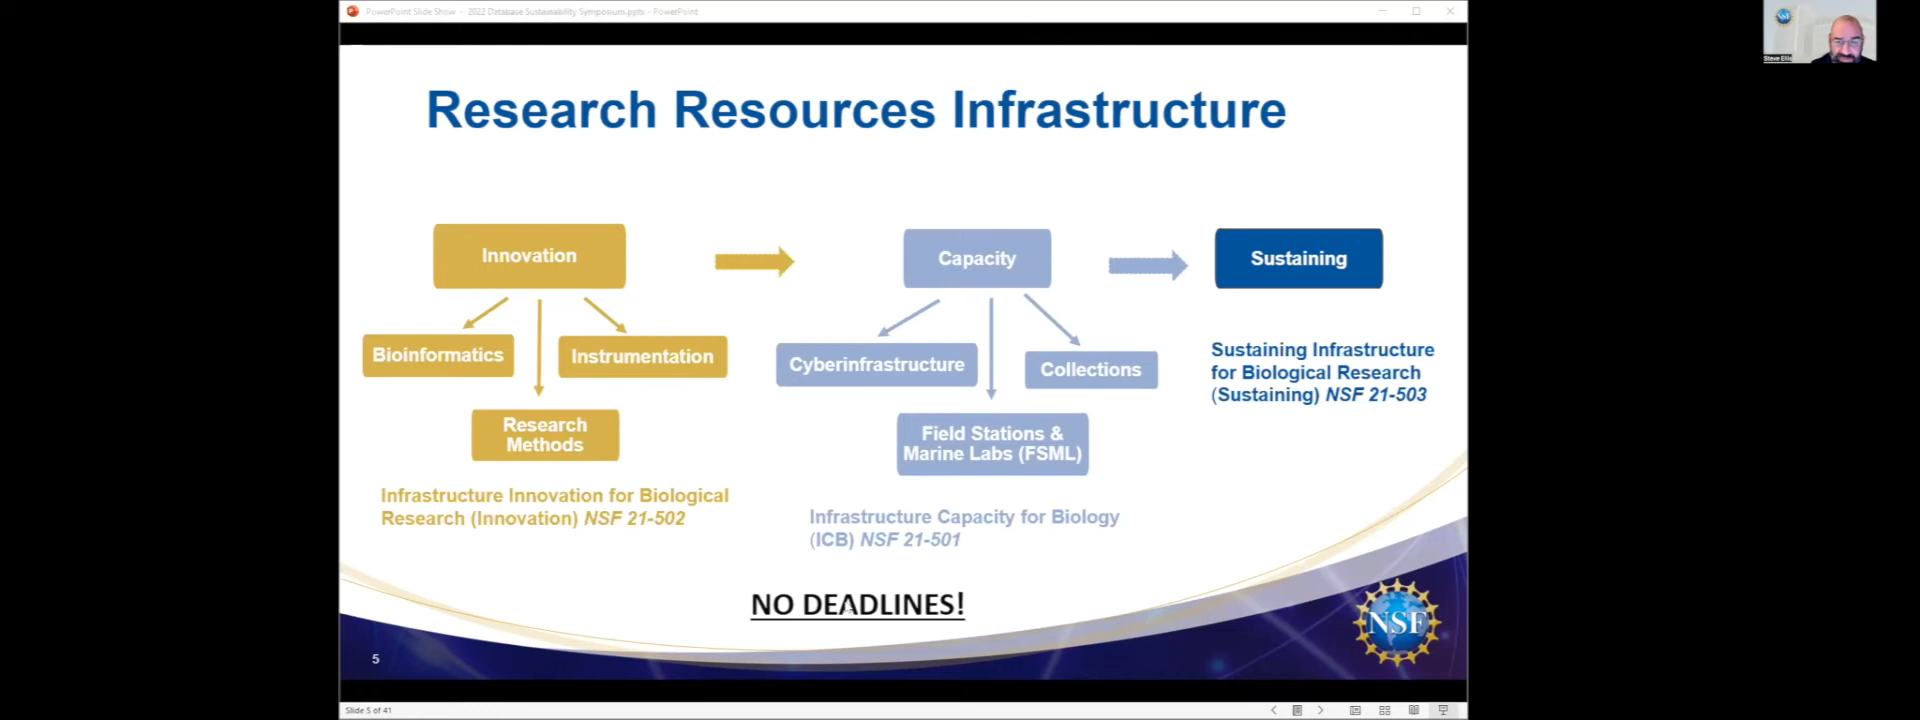 PowerPoint Slide Show - 2022 Database Sustainability Symposium.pptx - PowerPoint
Research Resources Infrastructure
Innovation
Bioinformatics
Instrumentation
Research
Methods
Infrastructure Innovation for Biological
Research (Innovation) NSF 21-502
Capacity
Cyberinfrastructure
Collections
Field Stations &
Marine Labs (FSML)
Infrastructure Capacity for Biology
(ICB) NSF 21-501
Sustaining
Sustaining Infrastructure
for Biological Research
(Sustaining) NSF 21-503
NO DEADLINES!
NSF
5
Slide 5 of 41
Steve